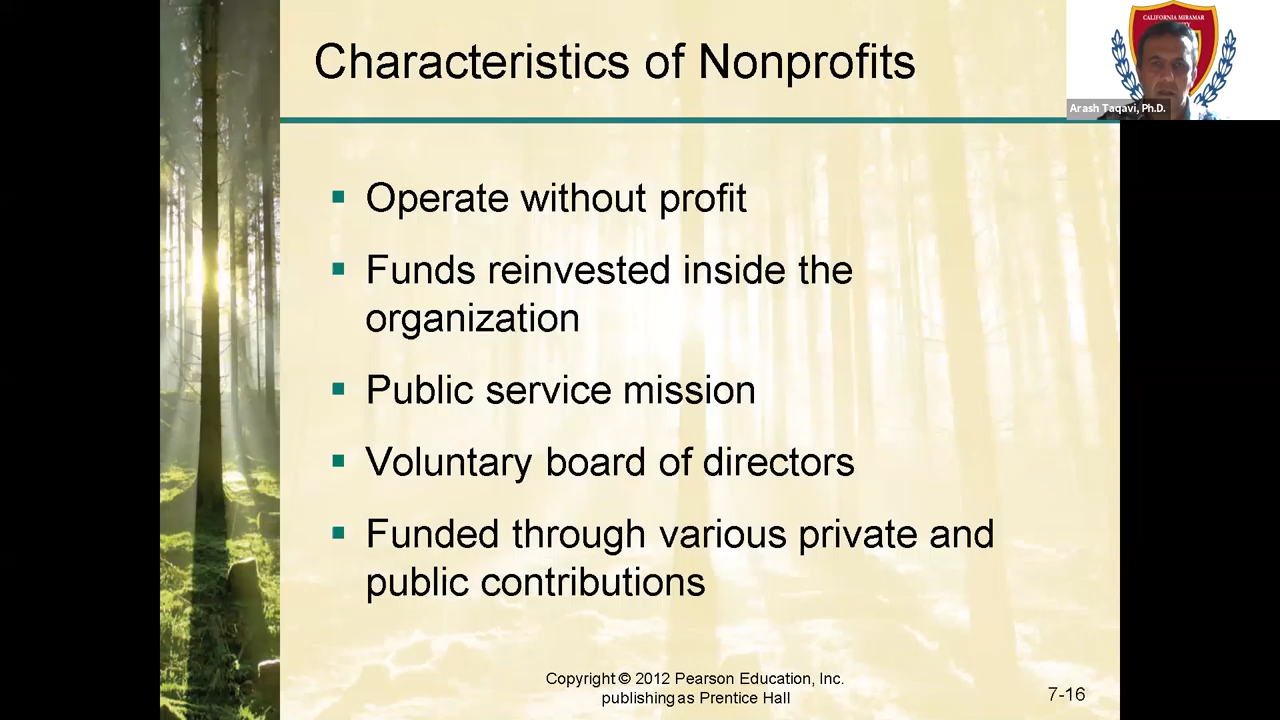 Characteristics of Nonprofits
CALIFORNIA MIRAMAR
Arash Taqavi, Ph.D.
Operate without profit
Funds reinvested inside the
organization
Public service mission
Voluntary board of directors
Funded through various private and
public contributions
Copyright © 2012 Pearson Education, Inc.
publishing as Prentice Hall
7-16